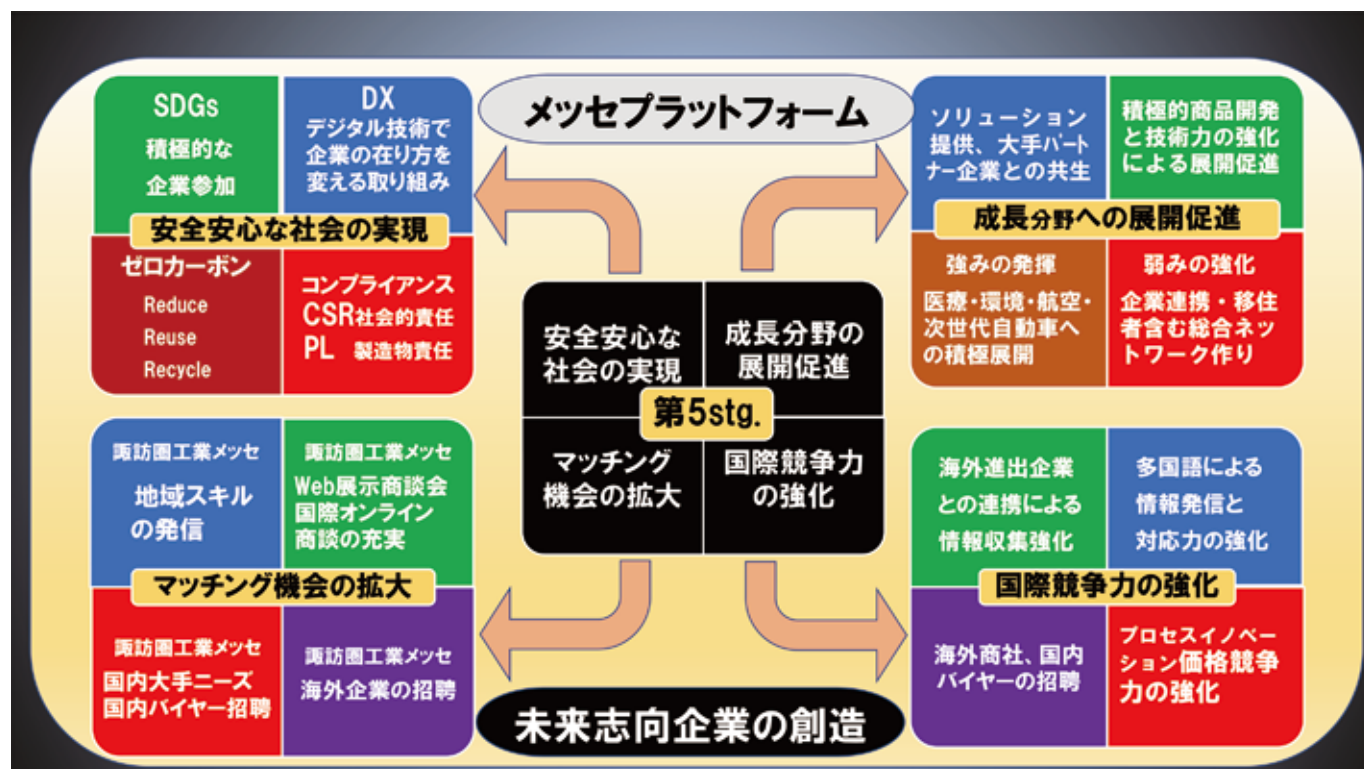 メッセプラットフォーム
SDGs
積極的な
企業参加
DX
デジタル技術で
企業の在り方を
変える取り組み
安全安心な社会の実現
ゼロカーボン
Reduce
Reuse
Recycle
コンプライアンス
CSR社会的責任
PL 製造物責任
ソリューション
提供、大手パート
ナー企業との共生
積極的商品開発
と技術力の強化
による展開促進
成長分野への展開促進
強みの発揮
医療・環境・航空・
次世代自動車へ
の積極展開
弱みの強化
企業連携・移住
者含む総合ネッ
トワーク作り
安全安心な
社会の実現
成長分野の
展開促進
第5stg.
マッチング
機会の拡大
国際競争力
の強化
諏訪圏工業メッセ
地域スキル
の発信
諏訪圏工業メッセ
Web展示商談会
国際オンライン
商談の充実
マッチング機会の拡大
諏訪圏工業メッセ
国内大手ニーズ
国内バイヤー招聘
諏訪圏工業メッセ
海外企業の招聘
海外進出企業
との連携による
情報収集強化
多国語による
情報発信と
対応力の強化
国際競争力の強化
海外商社、国内
バイヤーの招聘
プロセスイノベー
ション価格競争
力の強化
未来志向企業の創造